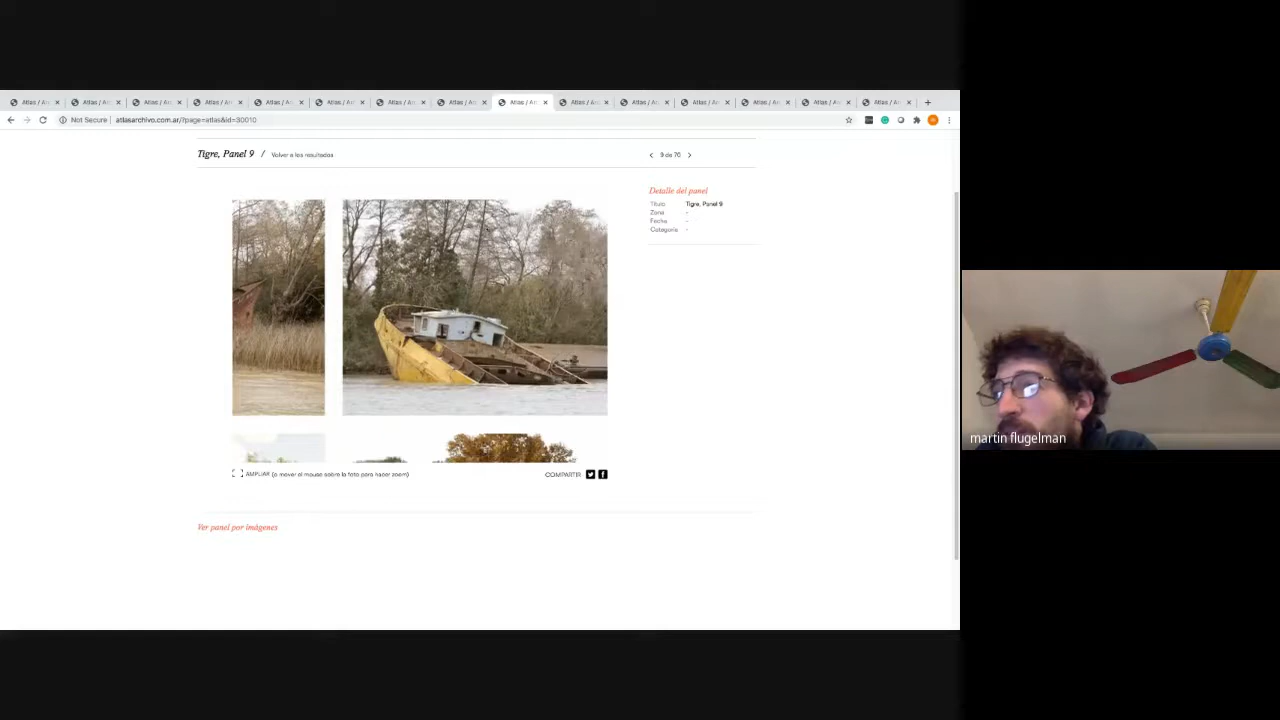 Atlas / Ar
Not Secure
atlasarchivo.com.ar/?page=atlas&id=30010
Tigre, Panel 9 / Volver a los resultados
9 de 70
Detalle del panel
Título Tigre, Panel 9
Zona -
Fecha -
Categoría -
martin flugelman
AMPLIAR (o mover el mouse sobre la foto para hacer zoom)
COMPARTIR
Ver panel por imágenes